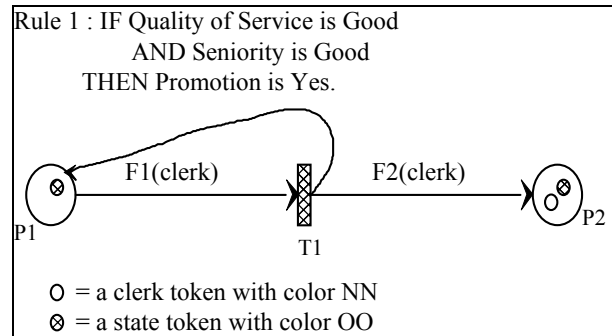 Rule 1 : IF Quality of Service is Good
AND Seniority is Good
THEN Promotion is Yes.
F1(clerk) F2(clerk)
P1 T1 P2
= a clerk token with color NN
= a state token with color OO